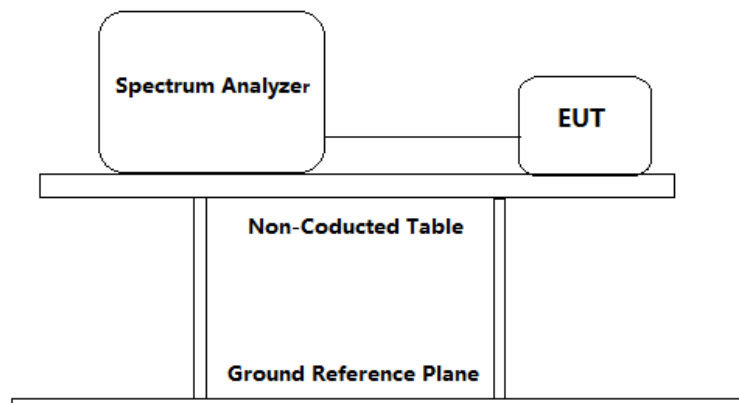 Spectrum Analyzer
EUT
Non-Coducted Table
Ground Reference Plane